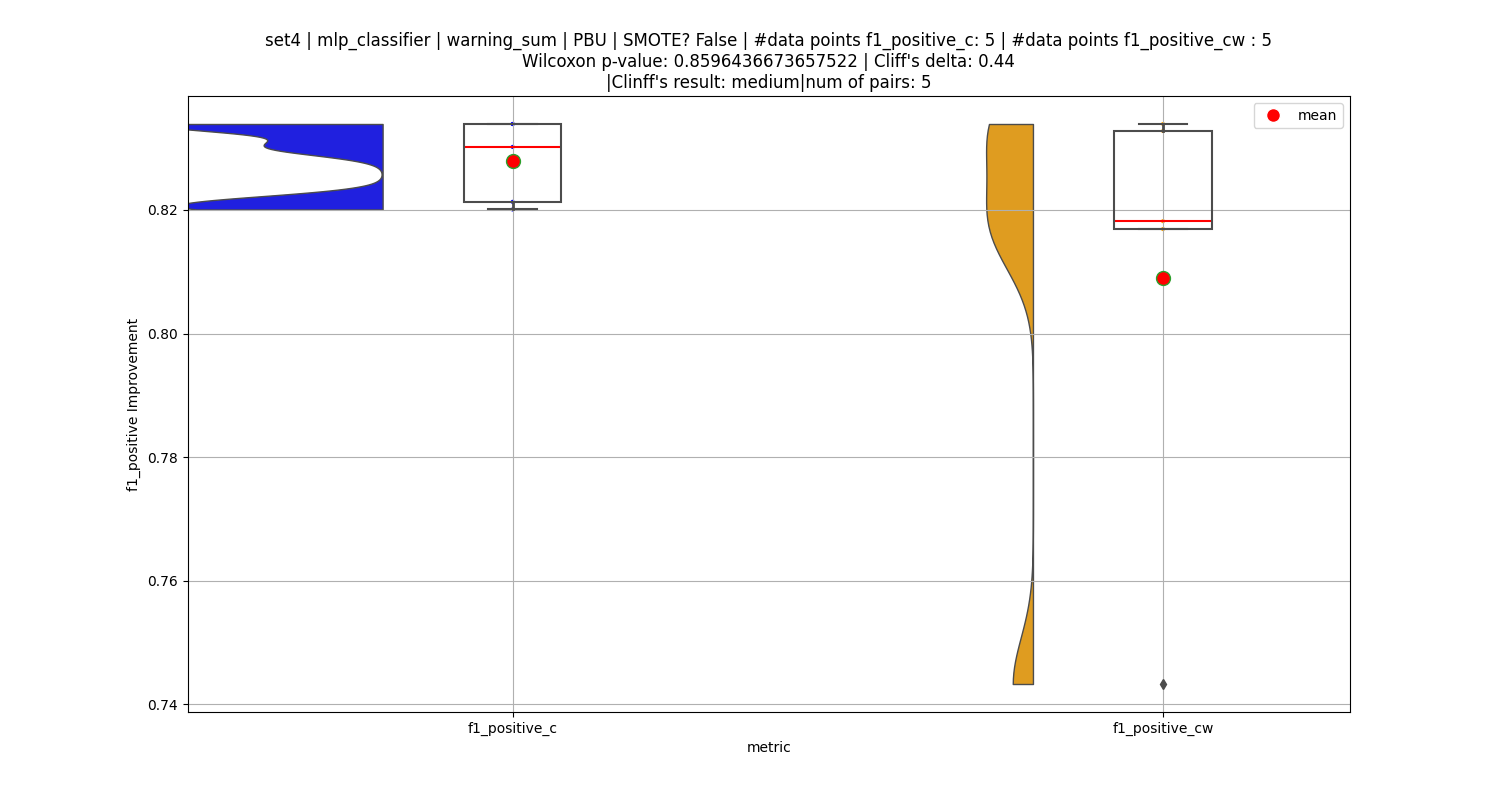 set4 | mlp_classifier | warning_sum | PBU | SMOTE? False | #data points f1_positive_c: 5 | #data points f1_positive_cw : 5
Wilcoxon p-value: 0.8596436673657522 | Cliff's delta: 0.44
|Clinff's result: medium|num of pairs: 5
mean
0.82
0.80
0.78
0.76
0.74
f1_positive Improvement
f1_positive_c
f1_positive_cw
metric